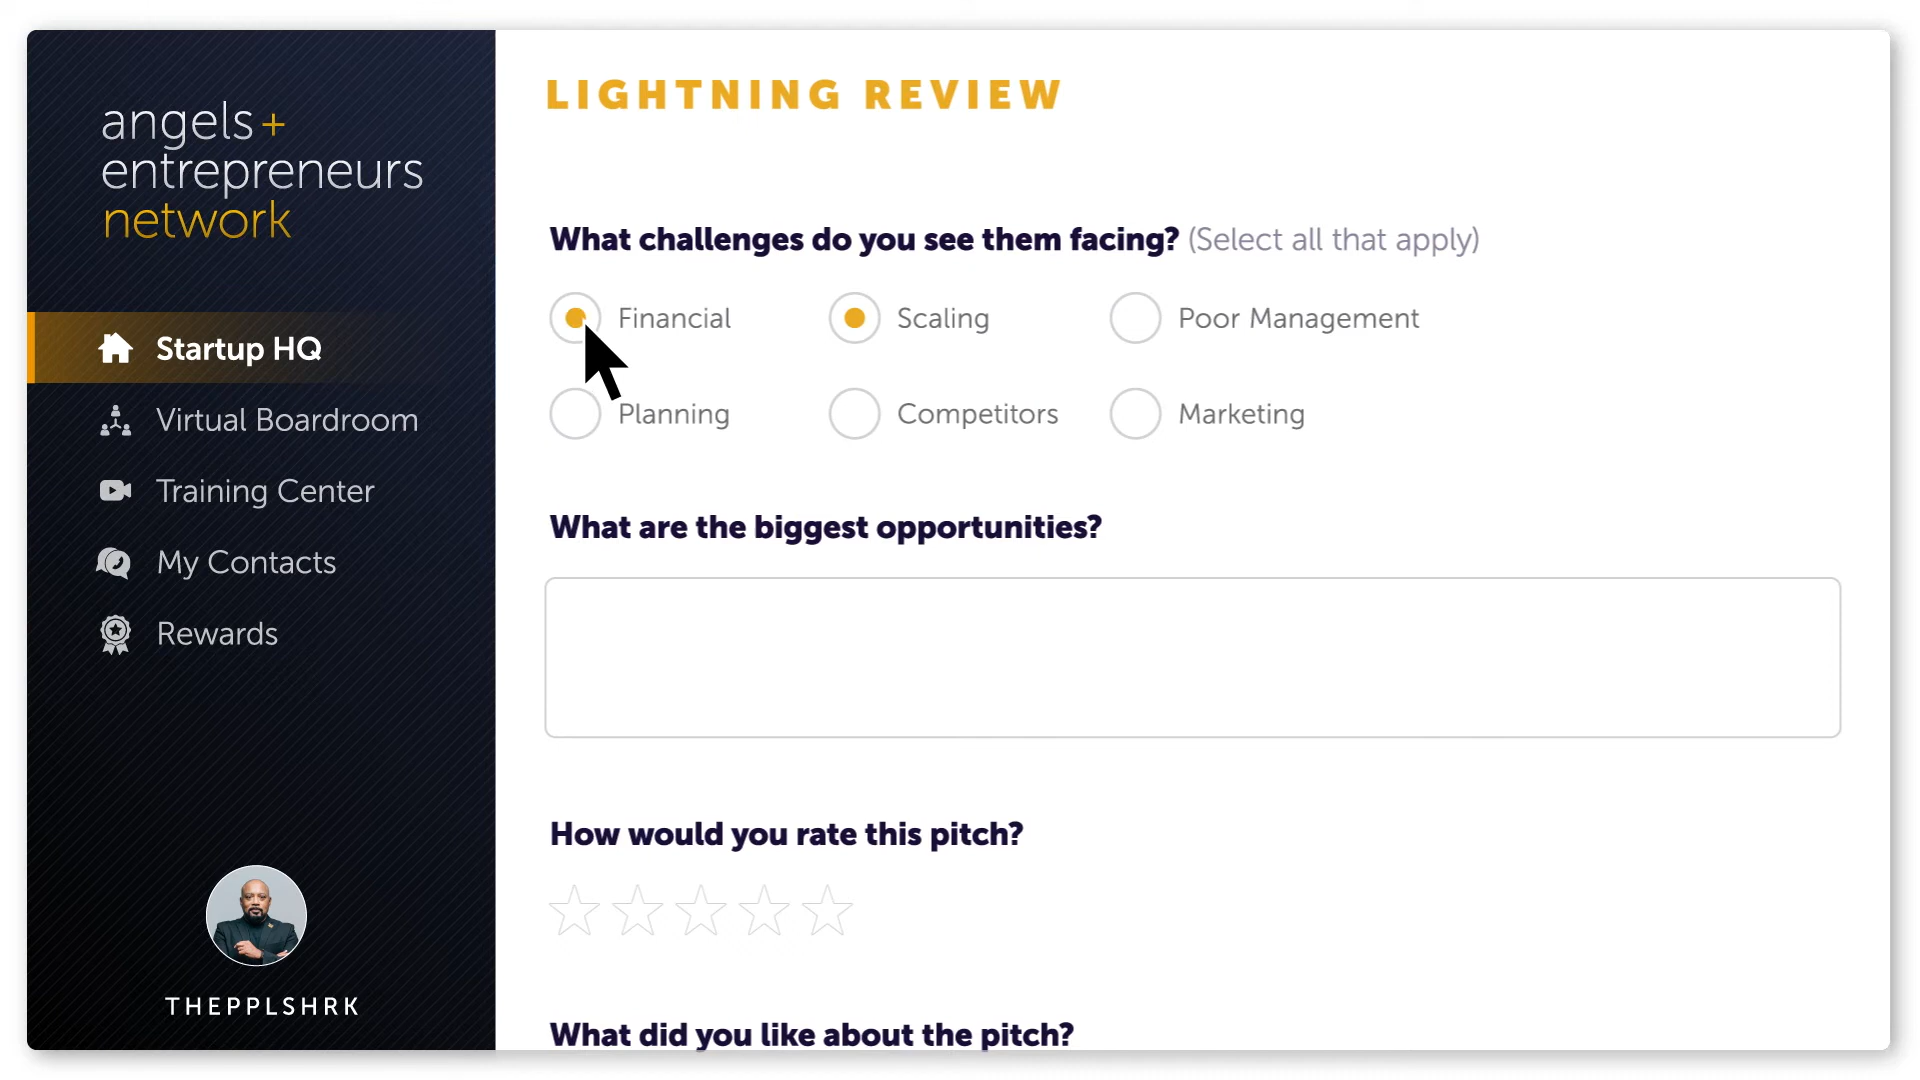 angels+
entrepreneurs
network
Startup HQ
Virtual Boardroom
Training Center
My Contacts
Rewards
THEPPLSHRK
LIGHTNING REVIEW
What challenges do you see them facing? (Select all that apply)
Financial
Scaling
Poor Management
Planning
Competitors
Marketing
What are the biggest opportunities?
How would you rate this pitch?
What did you like about the pitch?